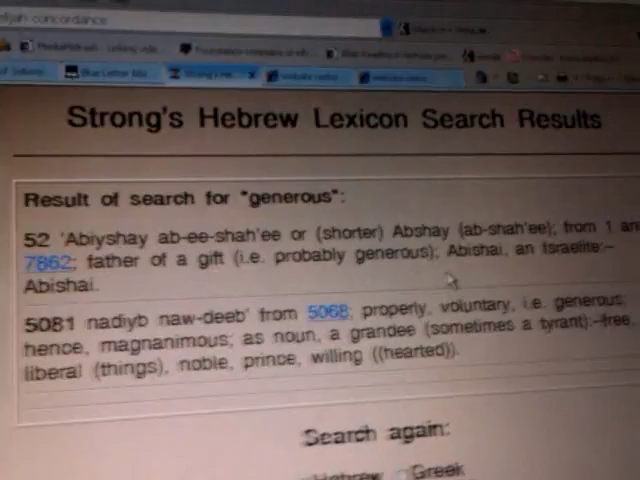 concordance
Strong's Hebrew Lexicon Search Results
Result of search for "generous":
52 'Abiyshay ab-ee-shah'ee or (shorter) Abshay (ab-shah'ee); from 1 an
7862; father of a gift (i.e. probably generous); Abishai, an Israelite:--
Abishai.
5081 nadiyb naw-deeb' from 5068; properly, voluntary, i.e. generous;
hence, magnanimous; as noun, a grandee (sometimes a tyrant):--free,
liberal (things), noble, prince, willing ((hearted)).
Search again:
Hebrew Greek